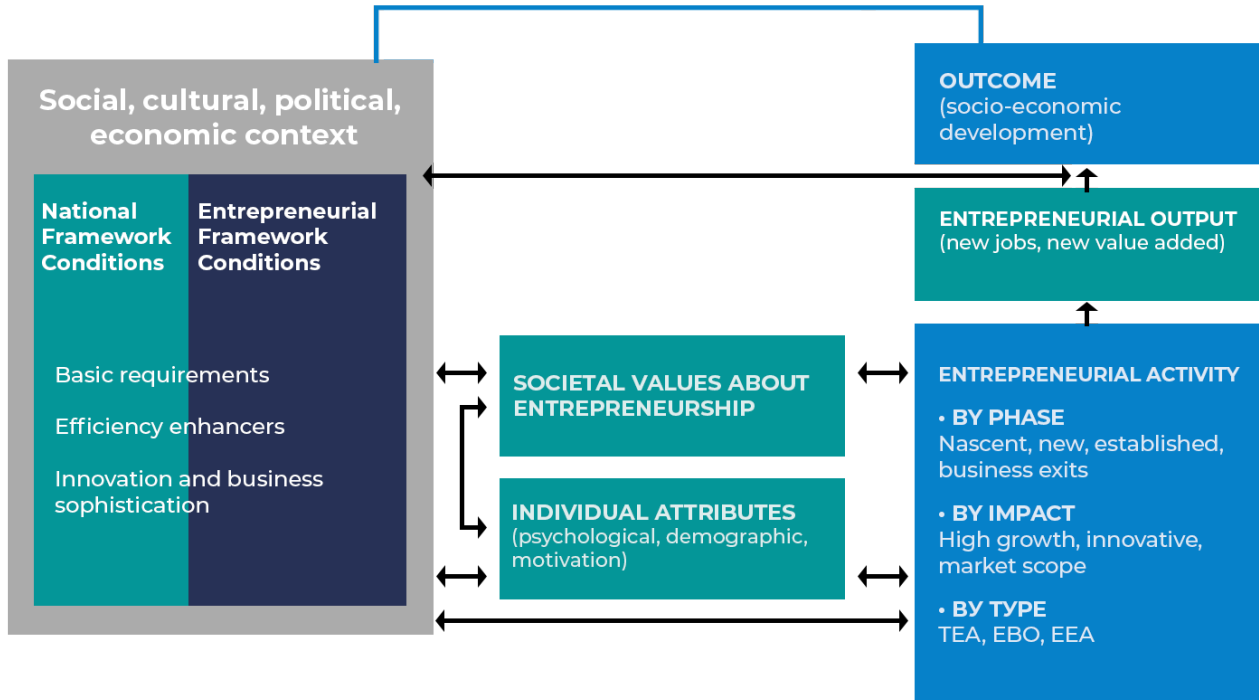 Social, cultural, political,
economic context
National
Framework
Conditions
Entrepreneurial
Framework
Conditions
Basic requirements
Efficiency enhancers
Innovation and business
sophistication
SOCIETAL VALUES ABOUT
ENTREPRENEURSHIP
INDIVIDUAL ATTRIBUTES
(psychological, demographic,
motivation)
OUTCOME
(socio-economic
development)
ENTREPRENEURIAL OUTPUT
(new jobs, new value added)
ENTREPRENEURIAL ACTIVITY
• BY PHASE
Nascent, new, established,
business exits
• BY IMPACT
High growth, innovative,
market scope
• BY TYPE
TEA, EBO, EEA